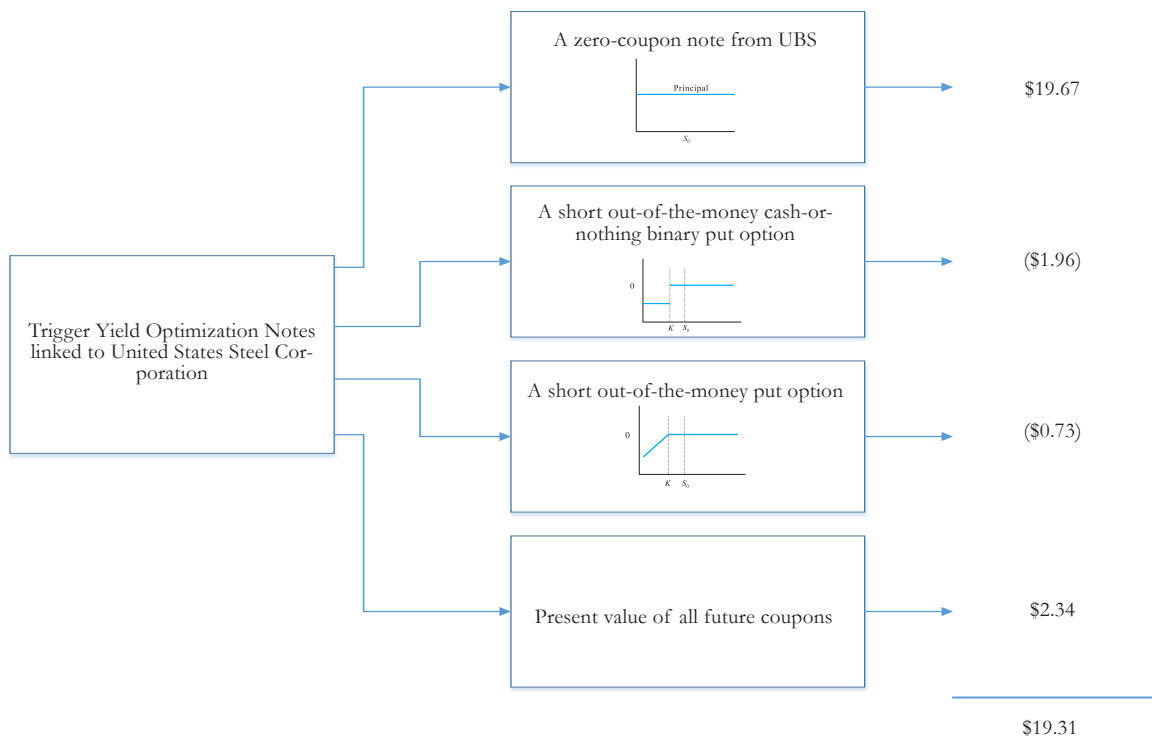 A zero-coupon note from UBS
Principal
S0
$19.67
A short out-of-the-money cash-or-
nothing binary put option
0
K S0
($1.96)
Trigger Yield Optimization Notes
linked to United States Steel Cor-
poration
A short out-of-the-money put option
0
K S0
($0.73)
Present value of all future coupons
$2.34
$19.31